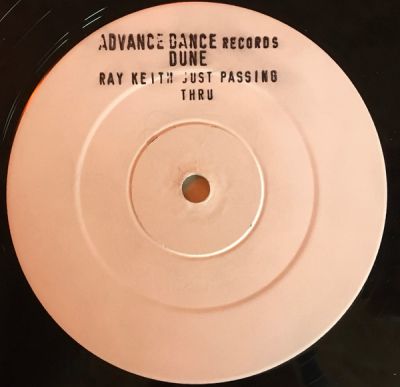 ADVANCE DANCE RECORDS
DUNE
RAY KEITH JUST PASSING
THRU